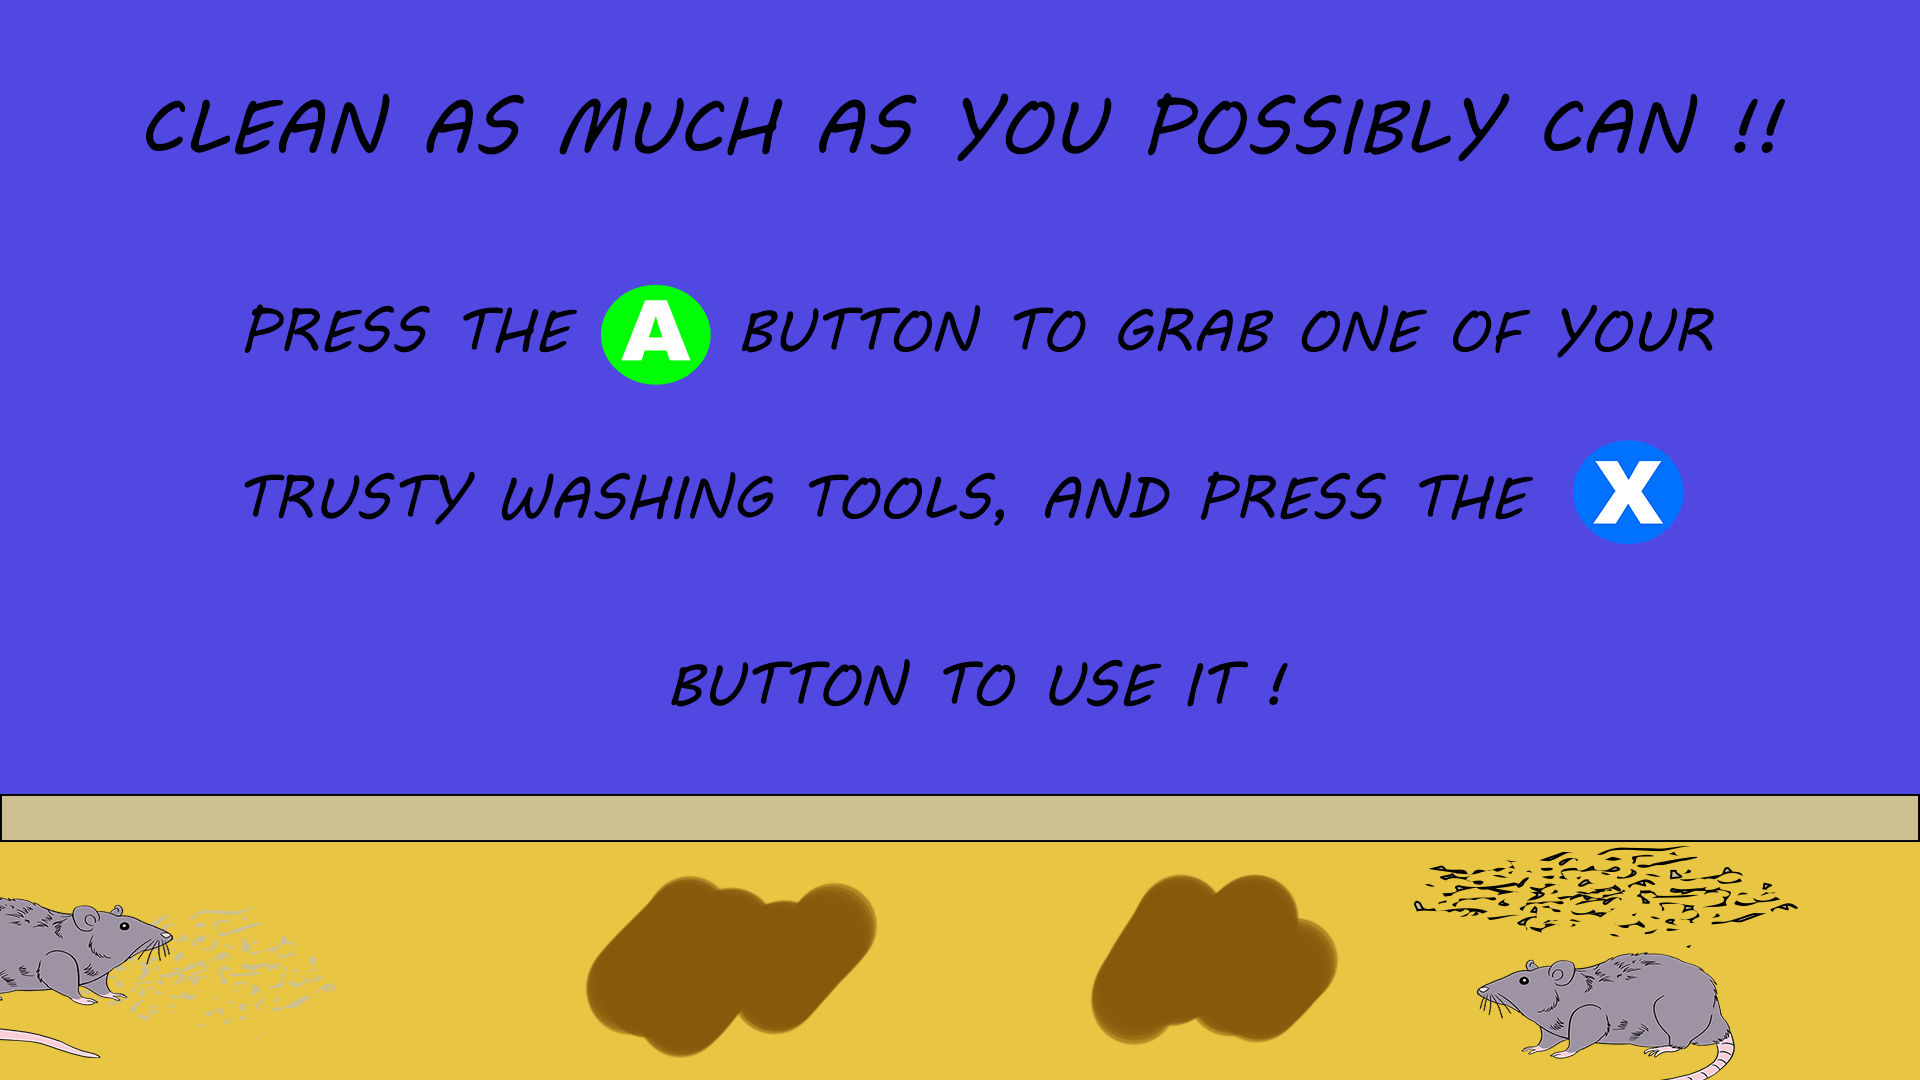 CLEAN AS MUCH AS YOU POSSIBLY CAN !!
PRESS THE A BUTTON TO GRAB ONE OF YOUR
TRUSTY WASHING TOOLS, AND PRESS THE X
BUTTON TO USE IT !